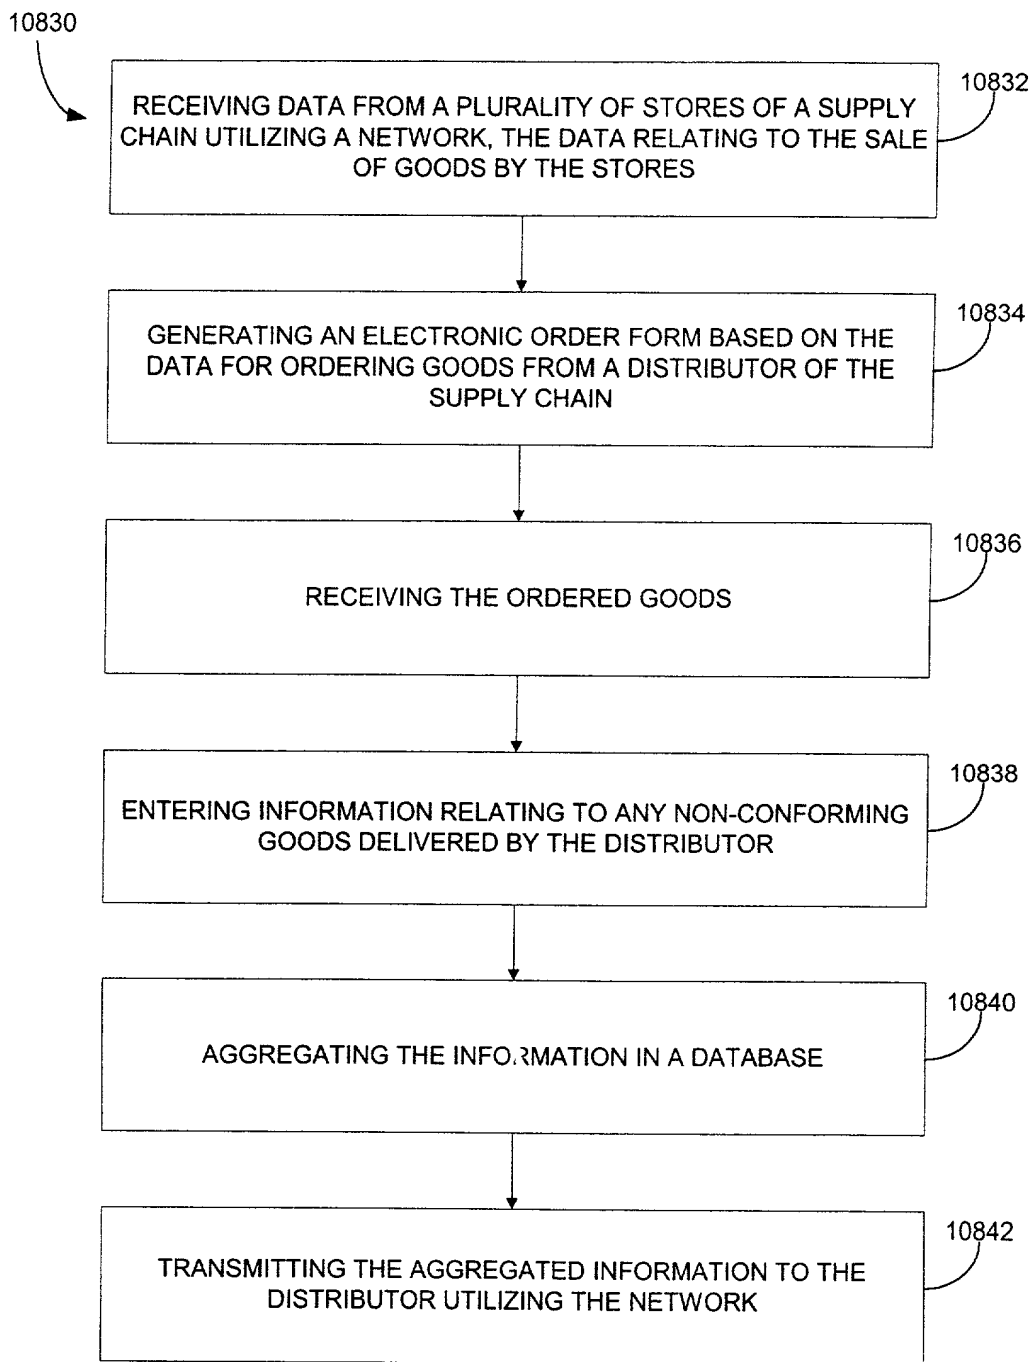 10830
10832
RECEIVING DATA FROM A PLURALITY OF STORES OF A SUPPLY
CHAIN UTILIZING A NETWORK, THE DATA RELATING TO THE SALE
OF GOODS BY THE STORES
10834
GENERATING AN ELECTRONIC ORDER FORM BASED ON THE
DATA FOR ORDERING GOODS FROM A DISTRIBUTOR OF THE
SUPPLY CHAIN
10836
RECEIVING THE ORDERED GOODS
10838
ENTERING INFORMATION RELATING TO ANY NON-CONFORMING
GOODS DELIVERED BY THE DISTRIBUTOR
10840
AGGREGATING THE INFORMATION IN A DATABASE
10842
TRANSMITTING THE AGGREGATED INFORMATION TO THE
DISTRIBUTOR UTILIZING THE NETWORK